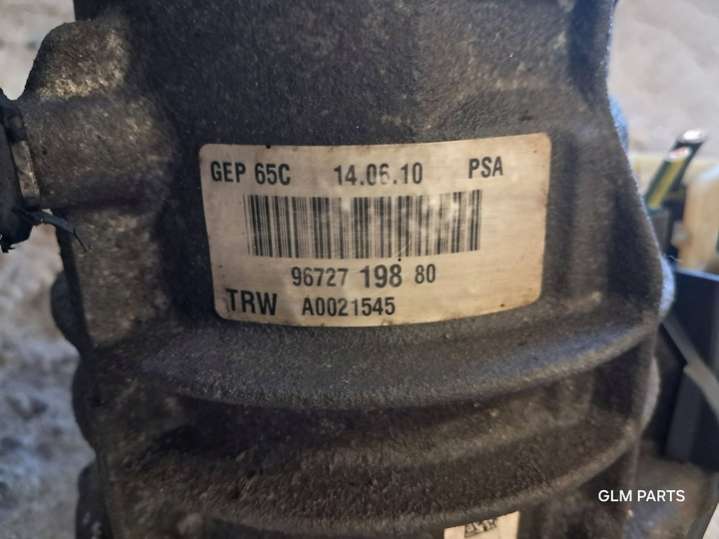 GEP 65C 14.06.10 PSA
96727 198 80
TRW A0021545
GLM PARTS